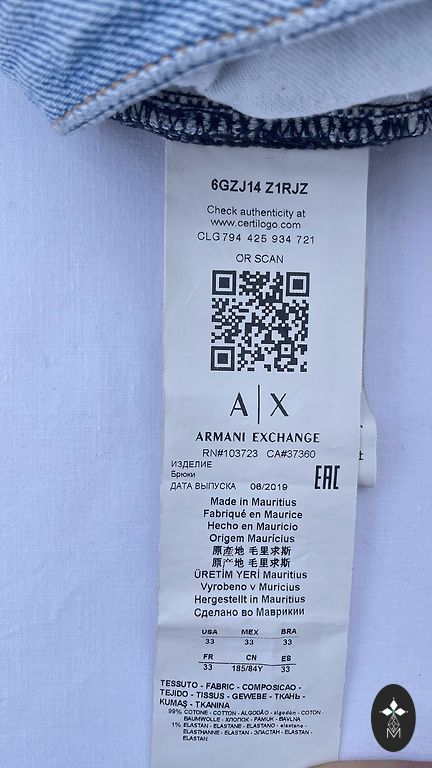 6GZJ14 Z1RJZ
Check authenticity at
www.certilogo.com
CLG794 425 934 721
OR SCAN
A|X
ARMANI EXCHANGE
RN#103723 CA#37360
ИЗДЕЛИЕ
Брюки
EAC
ДАТА ВЫПУСКА 06/2019
Made in Mauritius
Fabriqué en Maurice
Hecho en Mauricio
Origem Maurícius
原產地 毛里求斯
原产地 毛里求斯
ÜRETİM YERİ Mauritius
Vyrobeno v Muricius
Hergestellt in Mauritius
Сделано во Маврикии
USA MEX BRA
33 33 33
FR CN ES
33 185/84Y 33
TESSUTO - FABRIC - COMPOSICAO -
TEJIDO - TISSUS - GEWEBE - ТКАНЬ -
KUMAŞ - TKANINA
99% COTONE - COTTON - ALGODÃO - algodón - COTON -
BAUMWOLLE - ХЛОПОК - PAMUK - BAVLNA
1% ELASTAN - ELASTANE - ELASTANO - elastano -
ELASTHANNE - ELASTAN - ЭЛАСТАН - ELASTAN -
ELASTAN
M